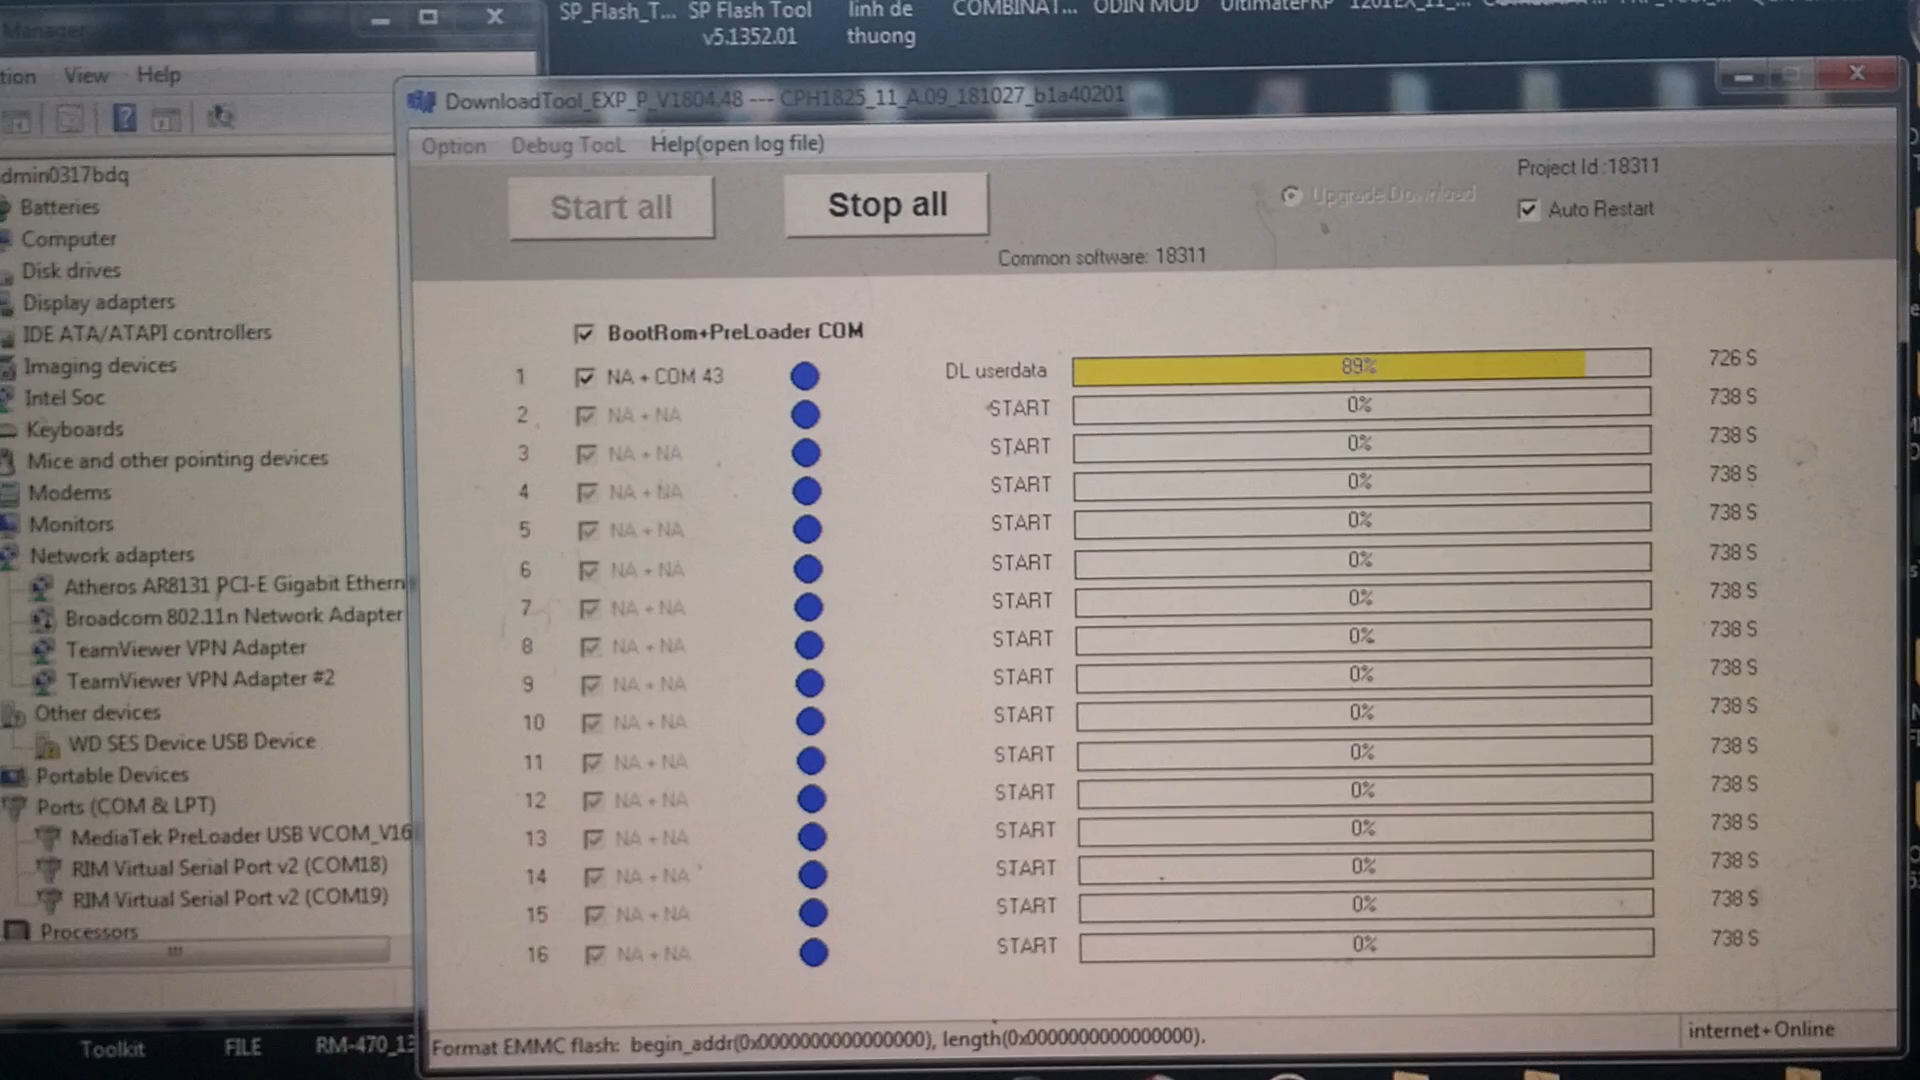 SP_Flash_T...
SP Flash Tool
v5.1352.01
linh de
thuong
COMBINAT...
ODIN MOD
UltimateFRP
Manager
tion View Help
dmin0317bdq
Batteries
Computer
Disk drives
Display adapters
IDE ATA/ATAPI controllers
Imaging devices
Intel Soc
Keyboards
Mice and other pointing devices
Modems
Monitors
Network adapters
Atheros AR8131 PCI-E Gigabit Ethern
Broadcom 802.11n Network Adapter
TeamViewer VPN Adapter
TeamViewer VPN Adapter #2
Other devices
WD SES Device USB Device
Portable Devices
Ports (COM & LPT)
MediaTek PreLoader USB VCOM_V16
RIM Virtual Serial Port v2 (COM18)
RIM Virtual Serial Port v2 (COM19)
Processors
DownloadTool_EXP_P_V1804.48 --- CPH1825_11_A.09_181027_b1a40201
Option Debug TooL Help(open log file)
Start all
Stop all
Upgrade Download
Project Id :18311
Auto Restart
Common software: 18311
BootRom+PreLoader COM
1 NA + COM 43 DL userdata 89% 726 S
2 NA + NA START 0% 738 S
3 NA + NA START 0% 738 S
4 NA + NA START 0% 738 S
5 NA + NA START 0% 738 S
6 NA + NA START 0% 738 S
7 NA + NA START 0% 738 S
8 NA + NA START 0% 738 S
9 NA + NA START 0% 738 S
10 NA + NA START 0% 738 S
11 NA + NA START 0% 738 S
12 NA + NA START 0% 738 S
13 NA + NA START 0% 738 S
14 NA + NA START 0% 738 S
15 NA + NA START 0% 738 S
16 NA + NA START 0% 738 S
Format EMMC flash: begin_addr(0x0000000000000000), length(0x0000000000000000).
internet+Online
Toolkit
FILE
RM-470_13